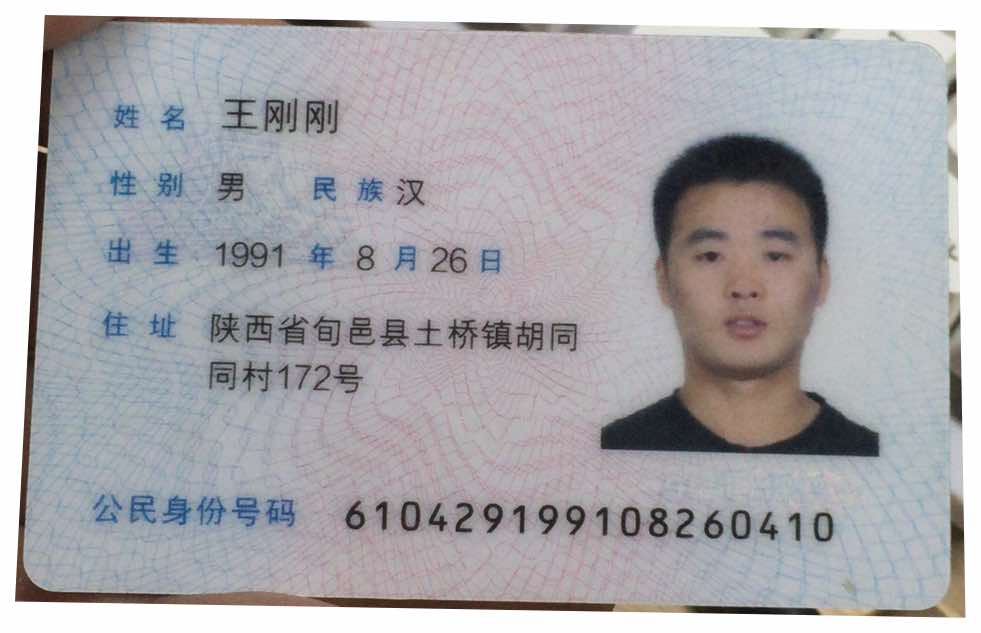 姓名 王刚刚
性别 男 民族 汉
出生 1991 年 8 月 26 日
住址 陕西省旬邑县土桥镇胡同
同村172号
公民身份号码 610429199108260410